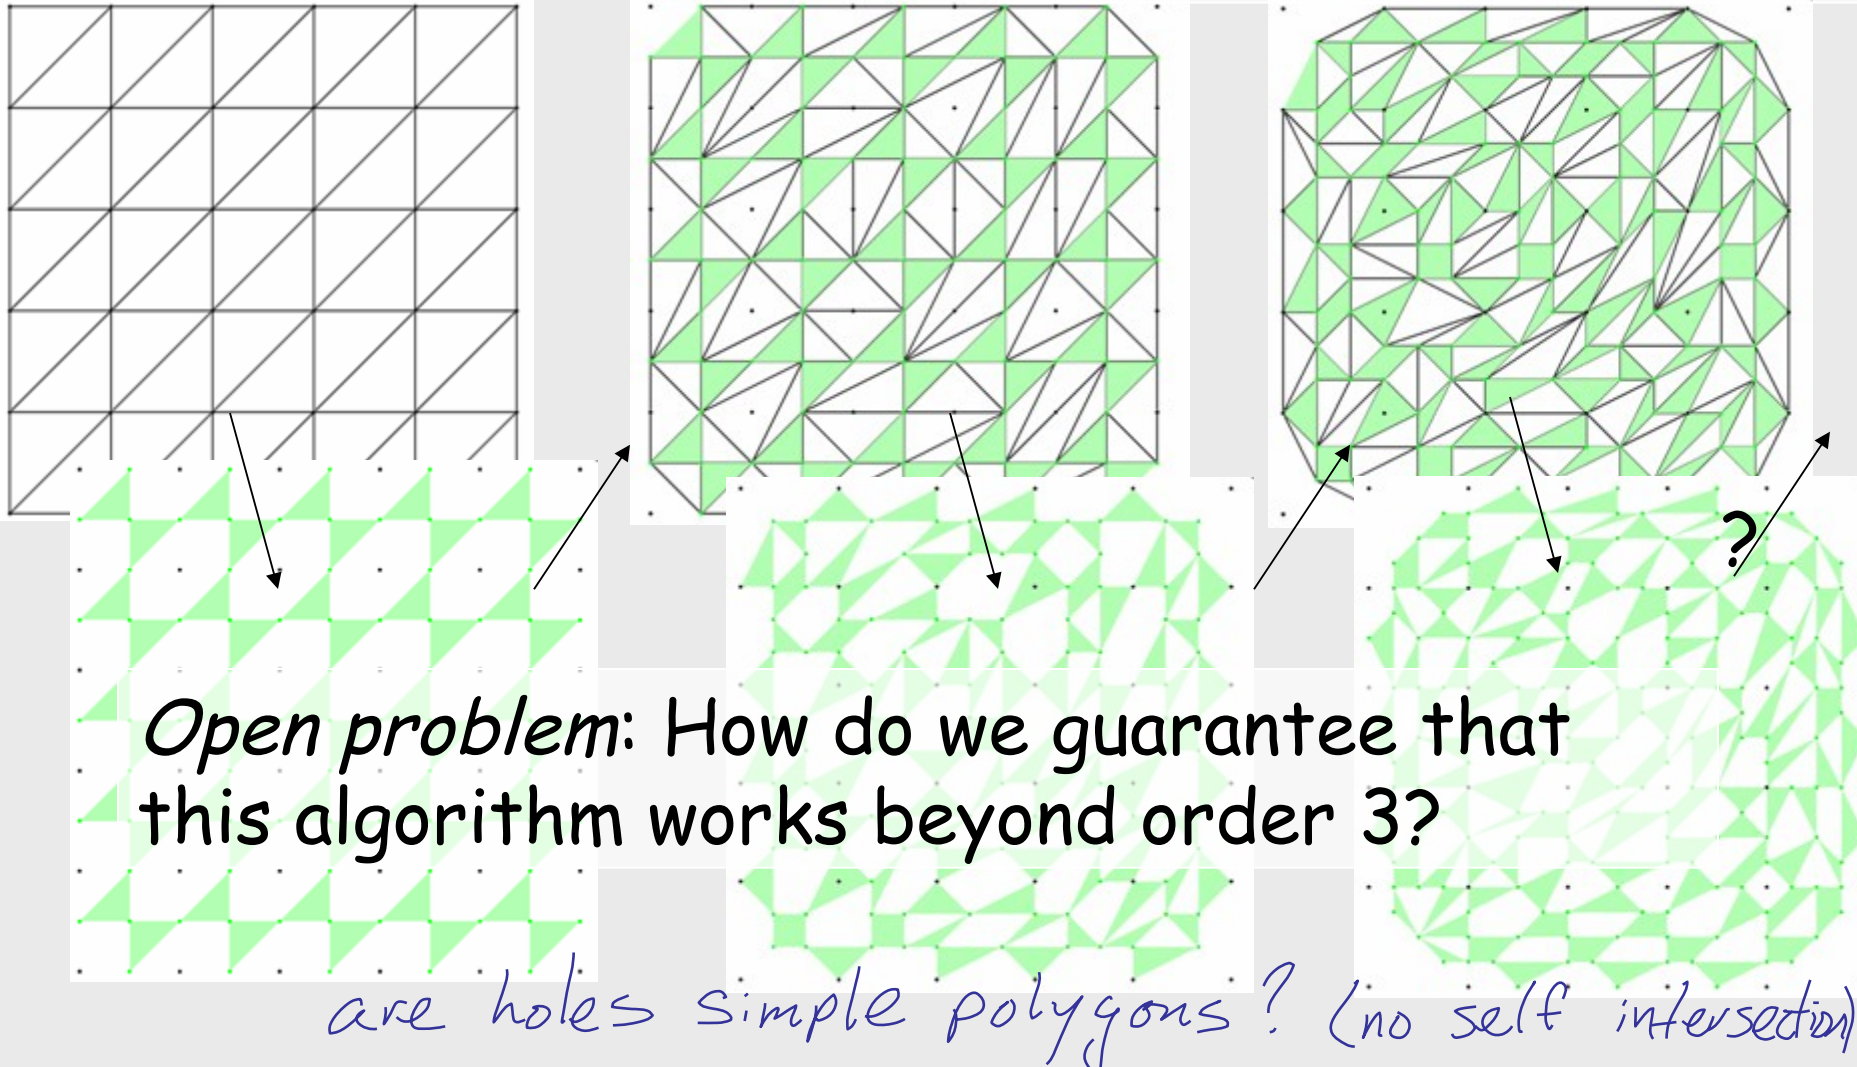 ?
Open problem: How do we guarantee that
this algorithm works beyond order 3?
are holes simple polygons? (no self intersection)